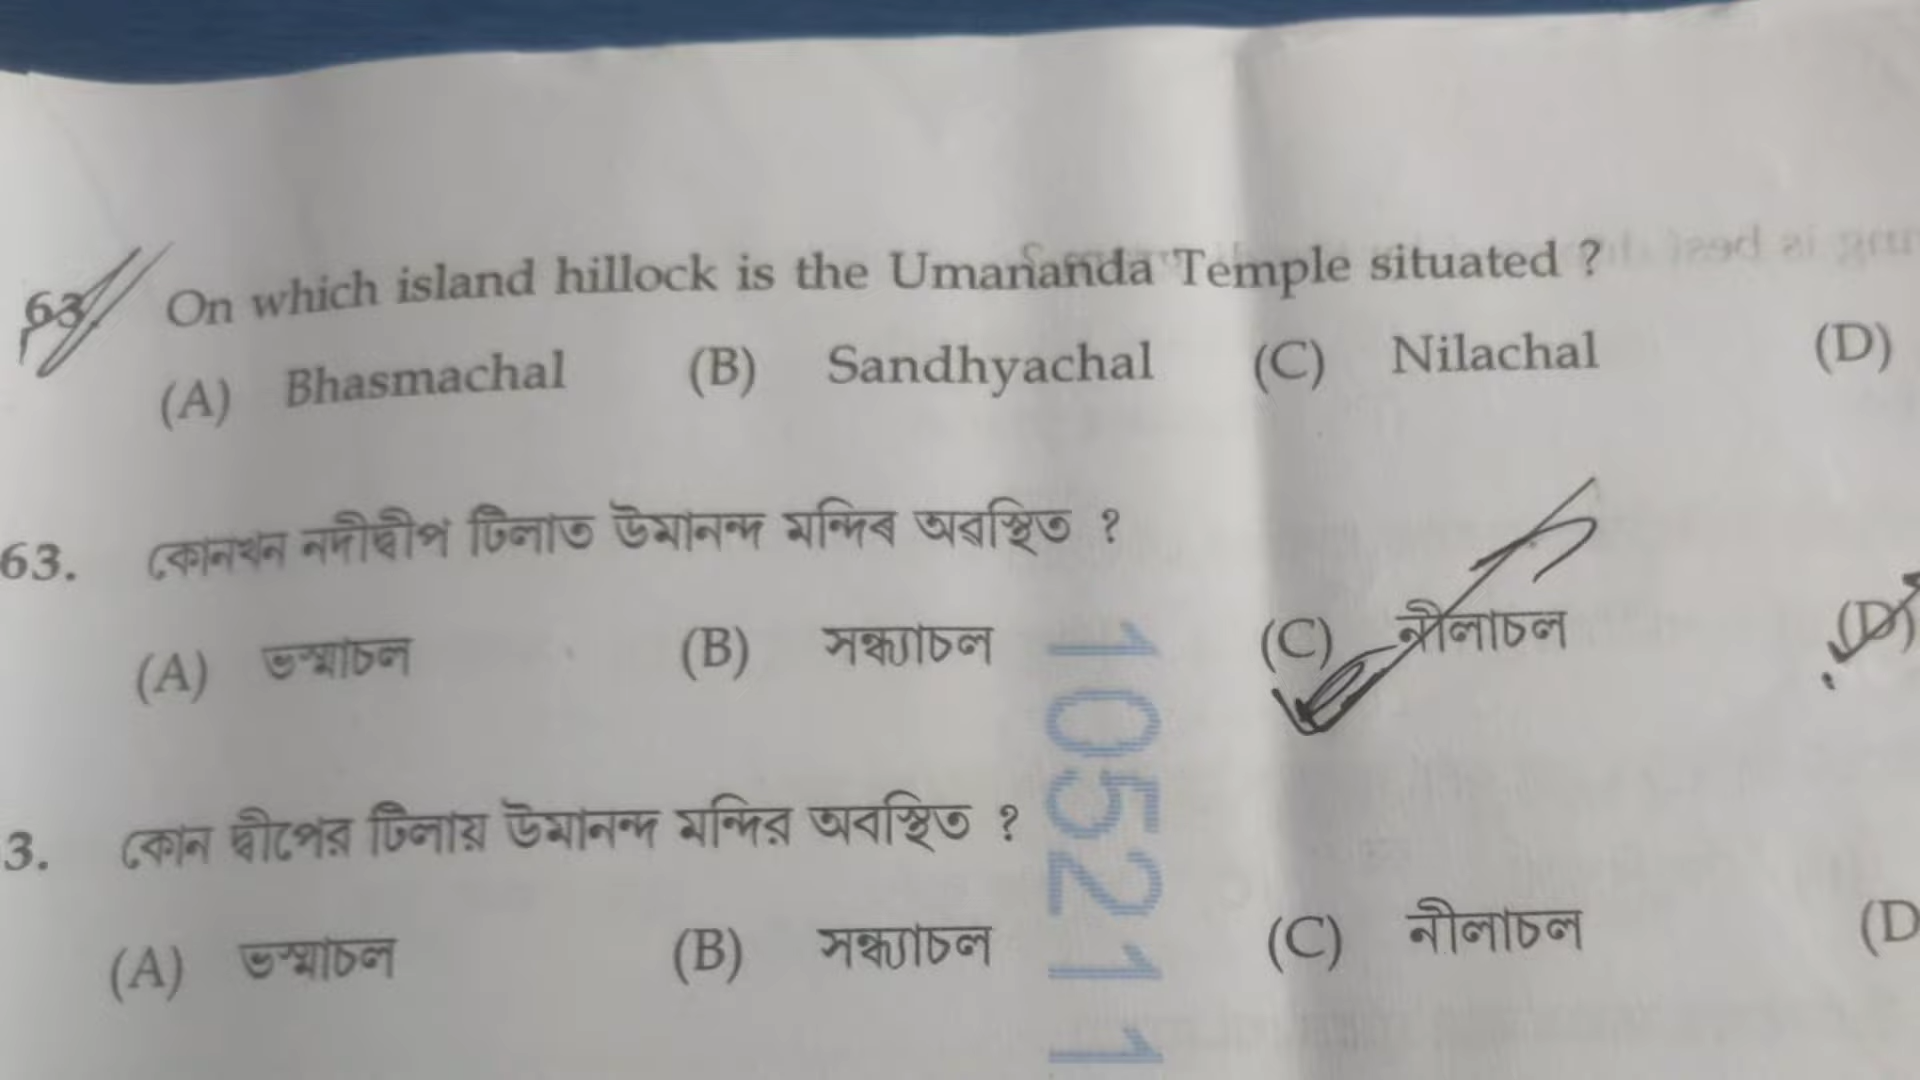 63. On which island hillock is the Umananda Temple situated ?
(A) Bhasmachal (B) Sandhyachal (C) Nilachal (D)
63. কোনখন নদীদ্বীপ টিলাত উমানন্দ মন্দিৰ অৱস্থিত ?
(A) ভস্মাচল (B) সন্ধ্যাচল (C) নীলাচল (D)
3. কোন দ্বীপের টিলায় উমানন্দ মন্দির অবস্থিত ?
(A) ভস্মাচল (B) সন্ধ্যাচল (C) নীলাচল (D
105211